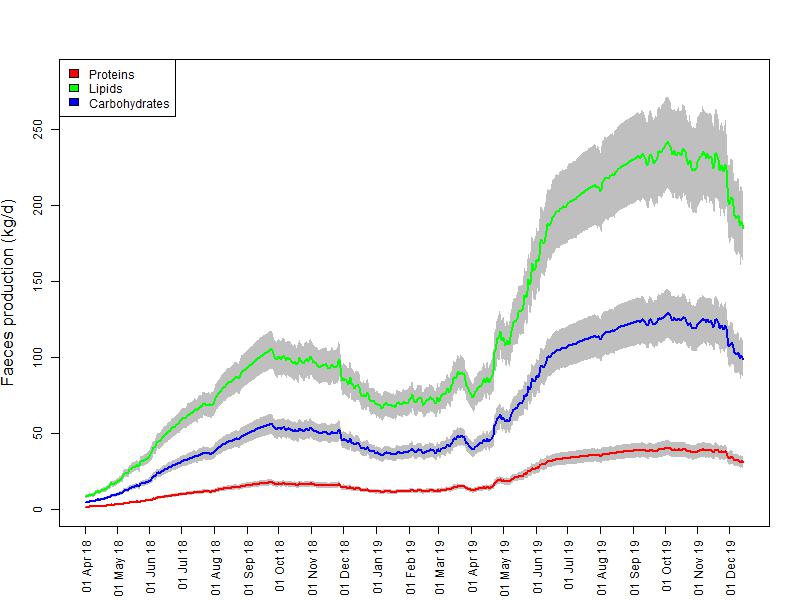 Proteins
Lipids
Carbohydrates
Faeces production (kg/d)
250
200
150
100
50
0
01 Apr 18
01 May 18
01 Jun 18
01 Jul 18
01 Aug 18
01 Sep 18
01 Oct 18
01 Nov 18
01 Dec 18
01 Jan 19
01 Feb 19
01 Mar 19
01 Apr 19
01 May 19
01 Jun 19
01 Jul 19
01 Aug 19
01 Sep 19
01 Oct 19
01 Nov 19
01 Dec 19